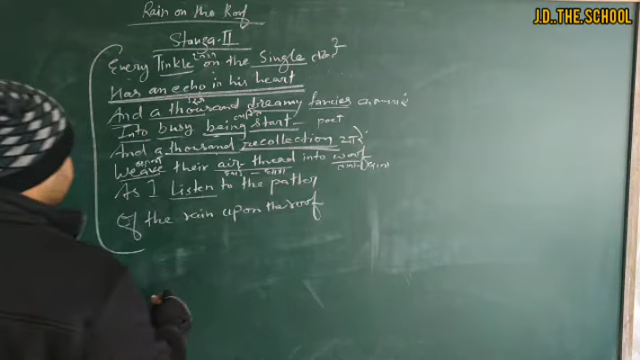 J.D..THE.SCHOOL
Rain on the Roof
Stanza-II
Every Tinkle on the Single
Has an echo in his heart
And a thousand dreamy fancies
Into busy being start - poet
And a thousand recollection
Weave their air thread into woof
As I Listen to the patter
Of the rain upon the roof